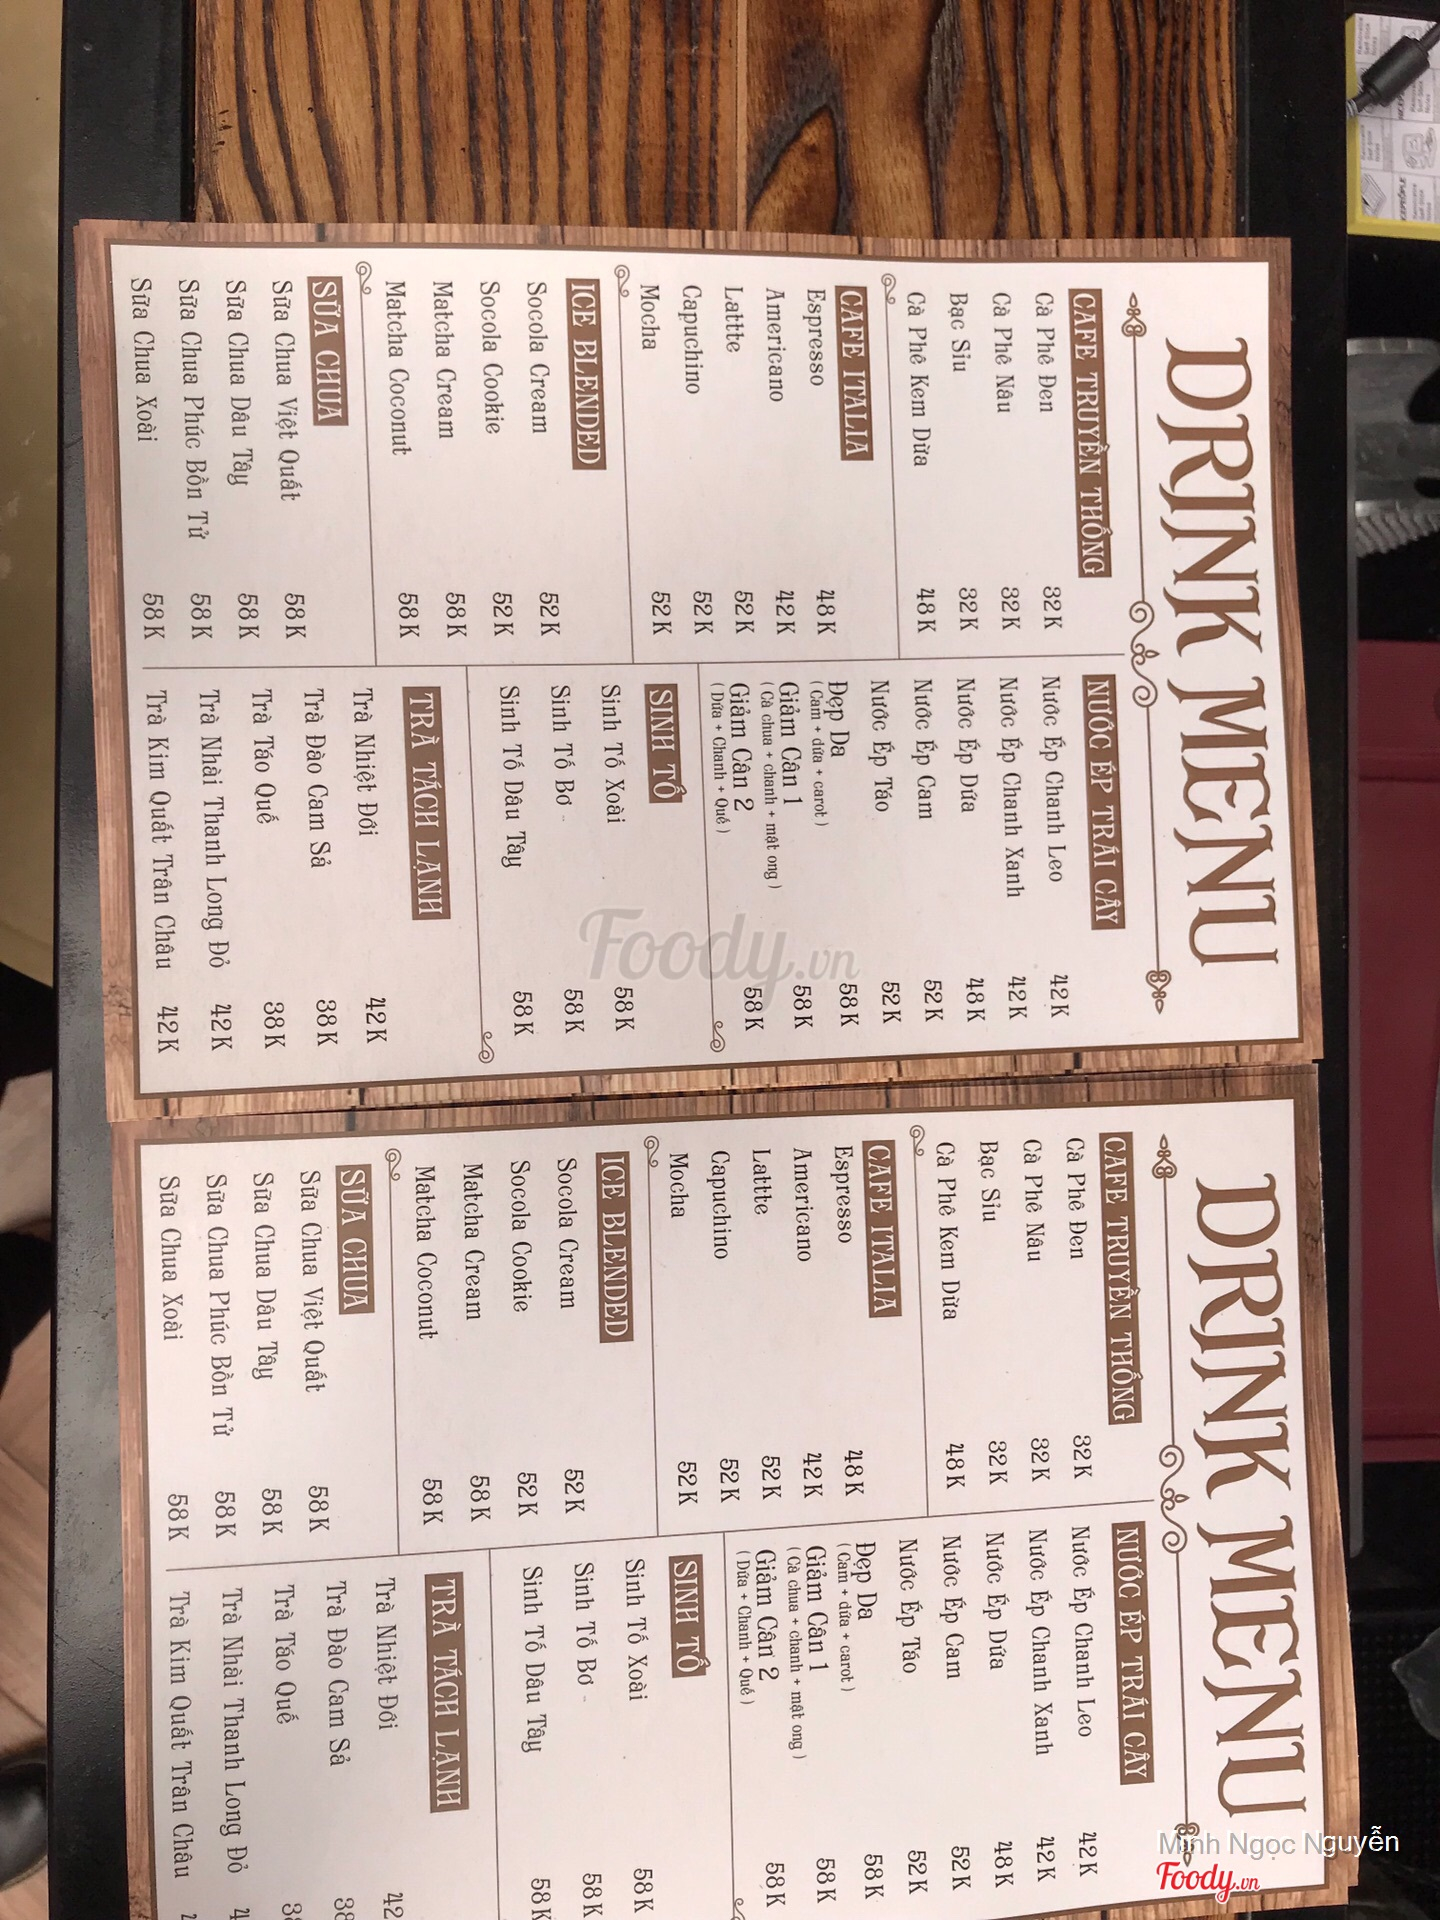 DRINK MENU
CAFE TRUYỀN THỐNG
Cà Phê Đen 32K
Cà Phê Nâu 32K
Bạc Sỉu 32K
Cà Phê Kem Dừa 48K
CAFE ITALIA
Espresso 48K
Americano 42K
Lattte 52K
Capuchino 52K
Mocha 52K
ICE BLENDED
Socola Cream 52K
Socola Cookie 52K
Matcha Cream 58K
Matcha Coconut 58K
SỮA CHUA
Sữa Chua Việt Quất 58K
Sữa Chua Dâu Tây 58K
Sữa Chua Phúc Bồn Tử 58K
Sữa Chua Xoài 58K
NƯỚC ÉP TRÁI CÂY
Nước Ép Chanh Leo 42K
Nước Ép Chanh Xanh 42K
Nước Ép Dứa 48K
Nước Ép Cam 52K
Nước Ép Táo 52K
Đẹp Da 58K
( Cam + dứa + carot )
Giảm Cân 1 58K
( Cà chua + chanh + mật ong )
Giảm Cân 2 58K
( Dứa + Chanh + Quế )
SINH TỐ
Sinh Tố Xoài 58K
Sinh Tố Bơ - 58K
Sinh Tố Dâu Tây 58K
TRÀ TÁCH LẠNH
Trà Nhiệt Đới 42K
Trà Đào Cam Sả 38K
Trà Táo Quế 38K
Trà Nhài Thanh Long Đỏ 42K
Trà Kim Quất Trân Châu 42K
Foody.vn
DRINK MENU
CAFE TRUYỀN THỐNG
Cà Phê Đen 32K
Cà Phê Nâu 32K
Bạc Sỉu 32K
Cà Phê Kem Dừa 48K
CAFE ITALIA
Espresso 48K
Americano 42K
Lattte 52K
Capuchino 52K
Mocha 52K
ICE BLENDED
Socola Cream 52K
Socola Cookie 52K
Matcha Cream 58K
Matcha Coconut 58K
SỮA CHUA
Sữa Chua Việt Quất 58K
Sữa Chua Dâu Tây 58K
Sữa Chua Phúc Bồn Tử 58K
Sữa Chua Xoài 58K
NƯỚC ÉP TRÁI CÂY
Nước Ép Chanh Leo 42K
Nước Ép Chanh Xanh 42K
Nước Ép Dứa 48K
Nước Ép Cam 52K
Nước Ép Táo 52K
Đẹp Da 58K
( Cam + dứa + carot )
Giảm Cân 1 58K
( Cà chua + chanh + mật ong )
Giảm Cân 2 58K
( Dứa + Chanh + Quế )
SINH TỐ
Sinh Tố Xoài 58K
Sinh Tố Bơ - 58K
Sinh Tố Dâu Tây 58K
TRÀ TÁCH LẠNH
Trà Nhiệt Đới 42
Trà Đào Cam Sả 38
Trà Táo Quế 38
Trà Nhài Thanh Long Đỏ 4
Trà Kim Quất Trân Châu
Minh Ngọc Nguyễn
Foody.vn